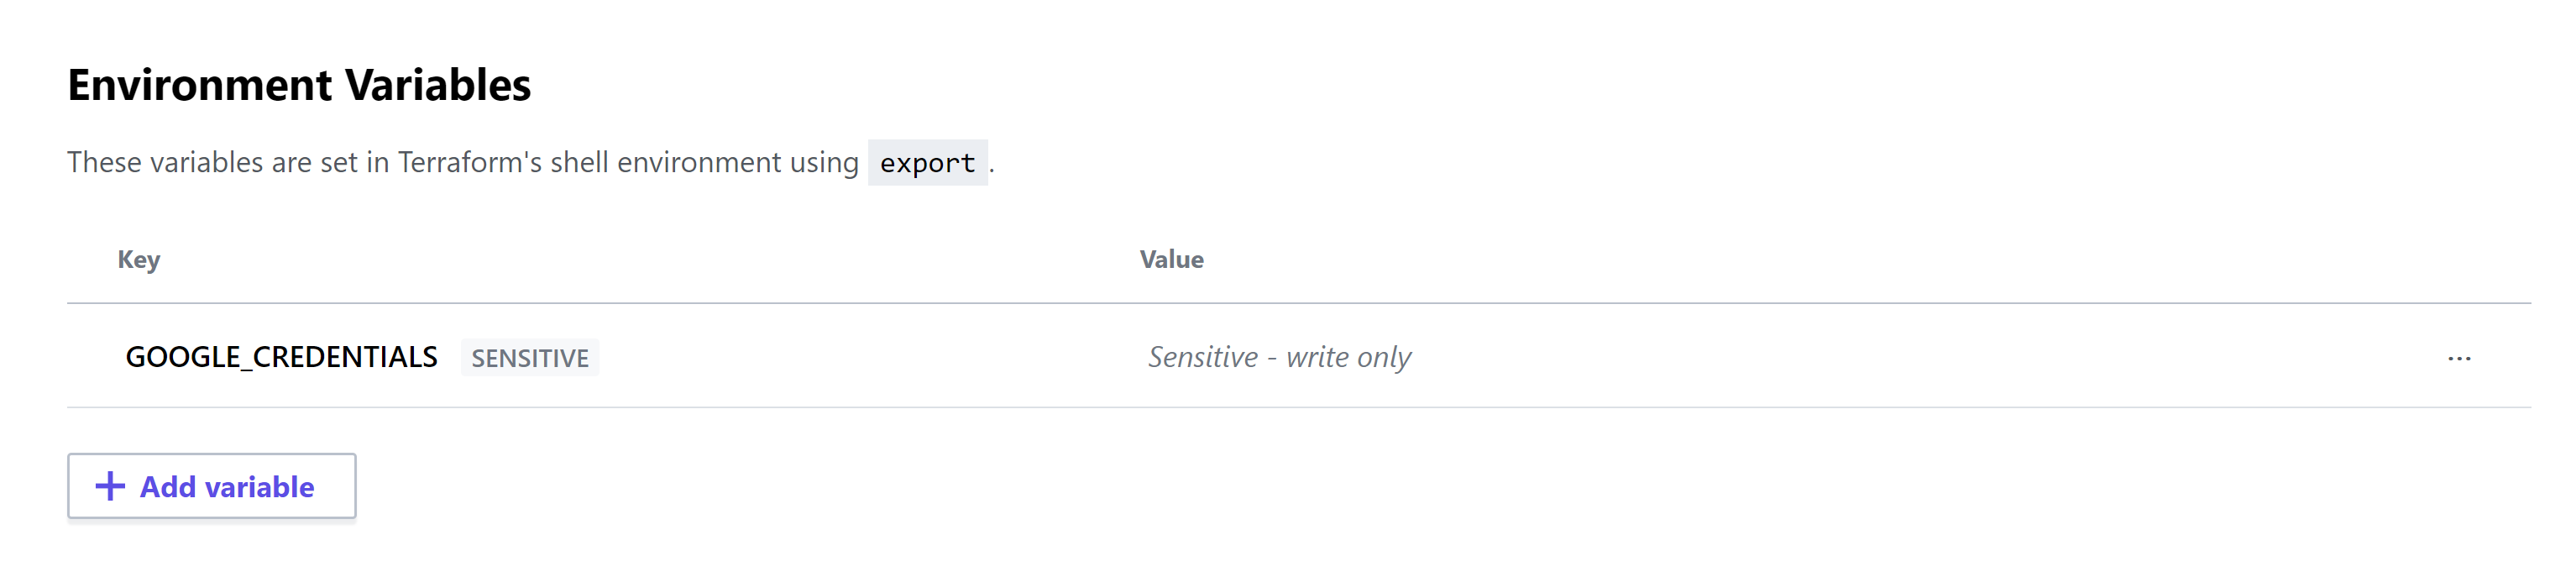 Environment Variables
These variables are set in Terraform's shell environment using export.
Key Value
GOOGLE_CREDENTIALS SENSITIVE Sensitive - write only ...
+ Add variable